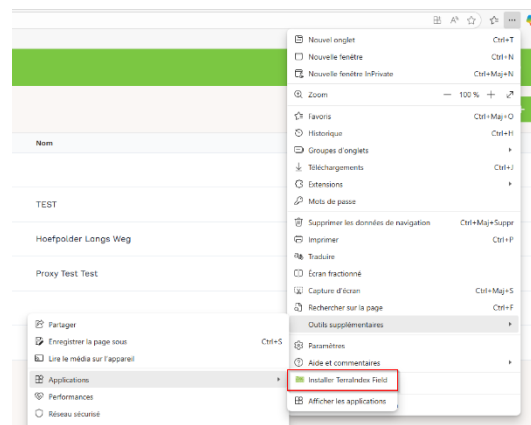 Nouvel onglet Ctrl+T
Nouvelle fenêtre Ctrl+N
Nouvelle fenêtre InPrivate Ctrl+Maj+N
Zoom — 100 % +
Favoris Ctrl+Maj+O
Historique Ctrl+H
Groupes d'onglets
Téléchargements Ctrl+J
Extensions
Mots de passe
Supprimer les données de navigation Ctrl+Maj+Suppr
Imprimer Ctrl+P
Traduire
Écran fractionné
Capture d'écran Ctrl+Maj+S
Rechercher sur la page Ctrl+F
Outils supplémentaires
Paramètres
Aide et commentaires
Installer TerraIndex Field
Afficher les applications
Nom
TEST
Hoefpolder Langs Weg
Proxy Test Test
Partager
Enregistrer la page sous Ctrl+S
Lire le média sur l'appareil
Applications
Performances
Réseau sécurisé